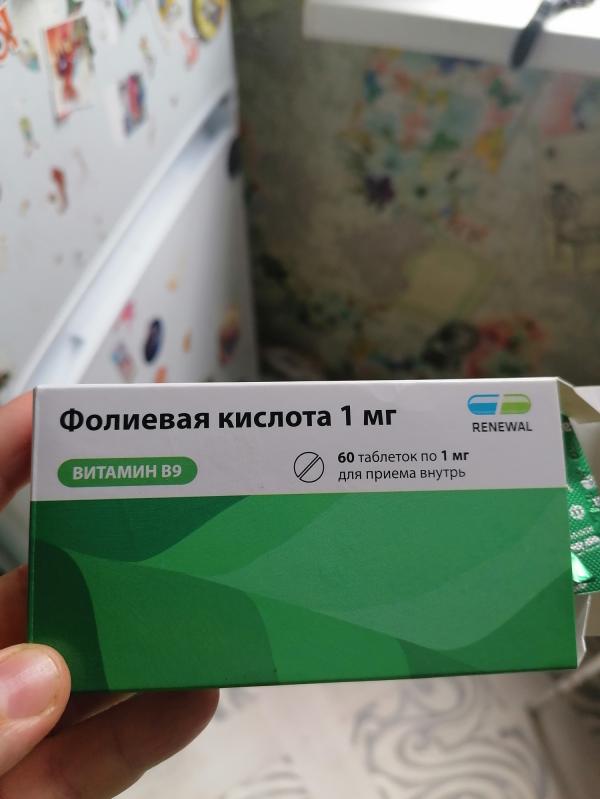 Фолиевая кислота 1 мг
RENEWAL
ВИТАМИН B9
60 таблеток по 1 мг
для приема внутрь